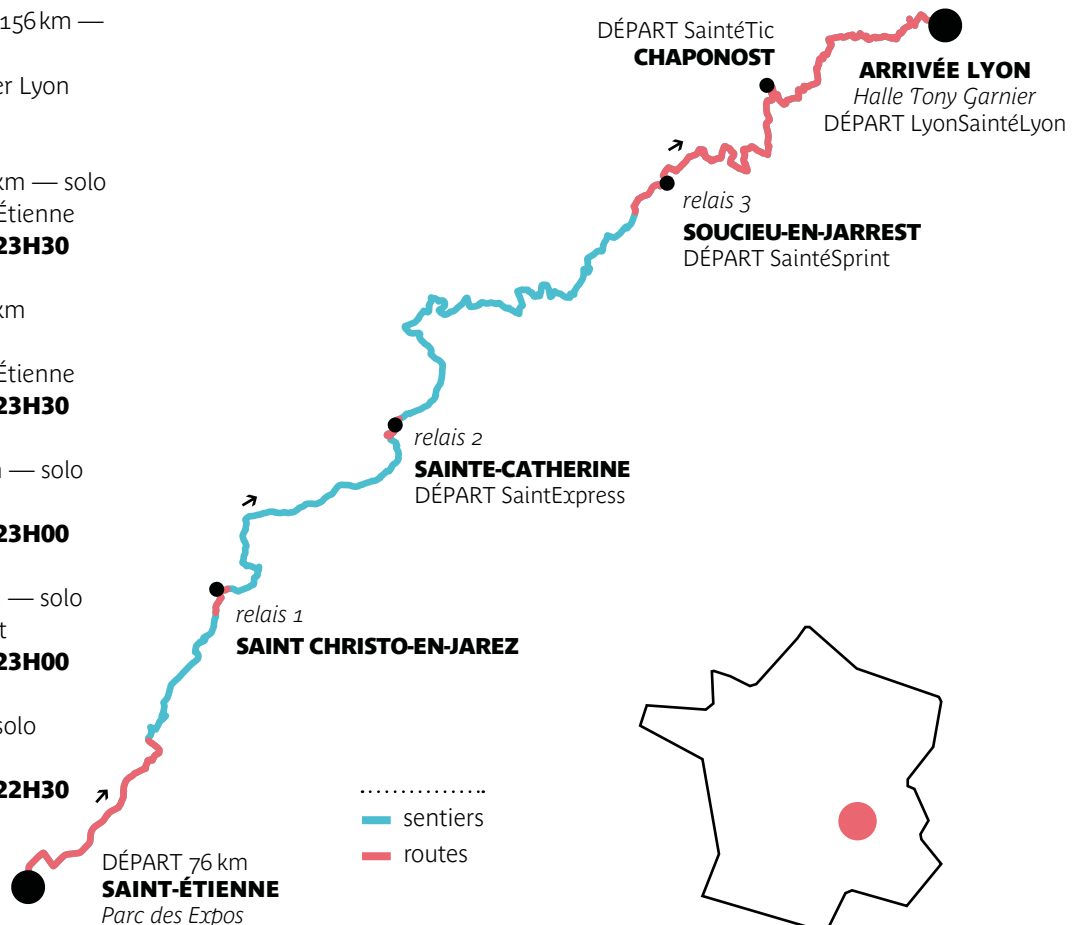 156 km —
er Lyon
km — solo
Étienne
23H30
km
Étienne
23H30
— solo
23H00
— solo
t
23H00
solo
22H30
DÉPART SaintéTic
CHAPONOST
ARRIVÉE LYON
Halle Tony Garnier
DÉPART LyonSaintéLyon
relais 3
SOUCIEU-EN-JARREST
DÉPART SaintéSprint
relais 2
SAINTE-CATHERINE
DÉPART SaintExpress
relais 1
SAINT CHRISTO-EN-JAREZ
sentiers
routes
DÉPART 76 km
SAINT-ÉTIENNE
Parc des Expos